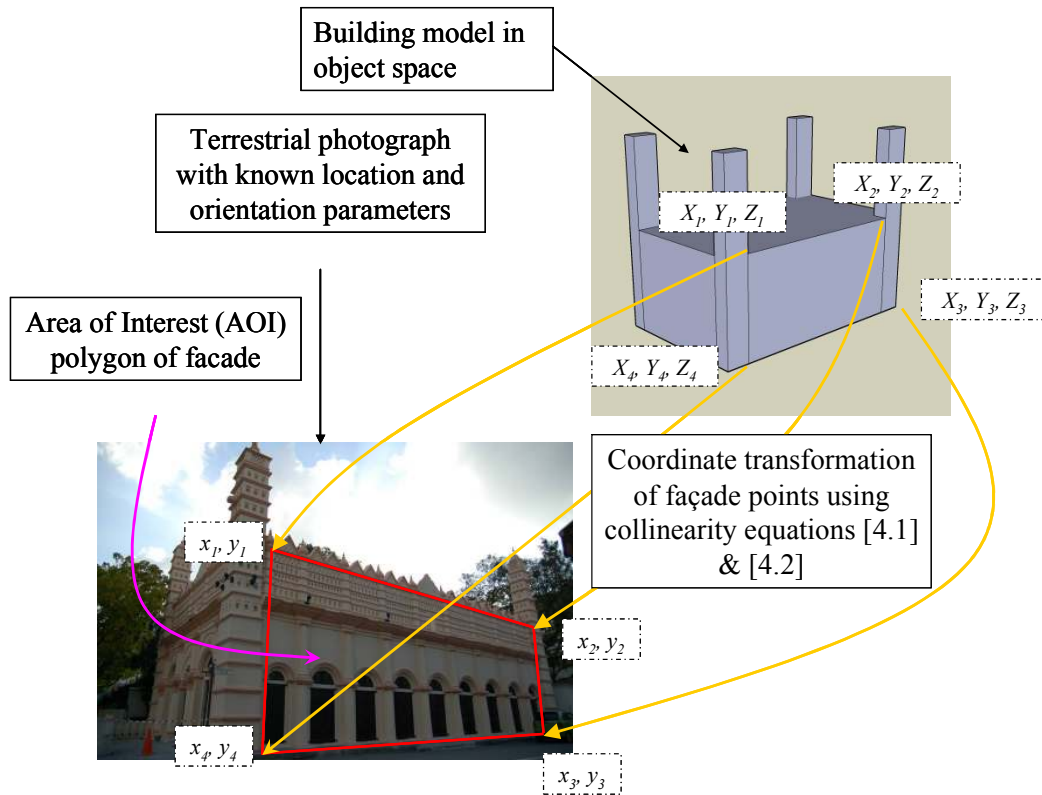 Building model in
object space
Terrestrial photograph
with known location and
orientation parameters
X1, Y1, Z1
X2, Y2, Z2
Area of Interest (AOI)
polygon of facade
X3, Y3, Z3
X4, Y4, Z4
Coordinate transformation
of façade points using
collinearity equations [4.1]
& [4.2]
x1, y1
x2, y2
x4, y4
x3, y3